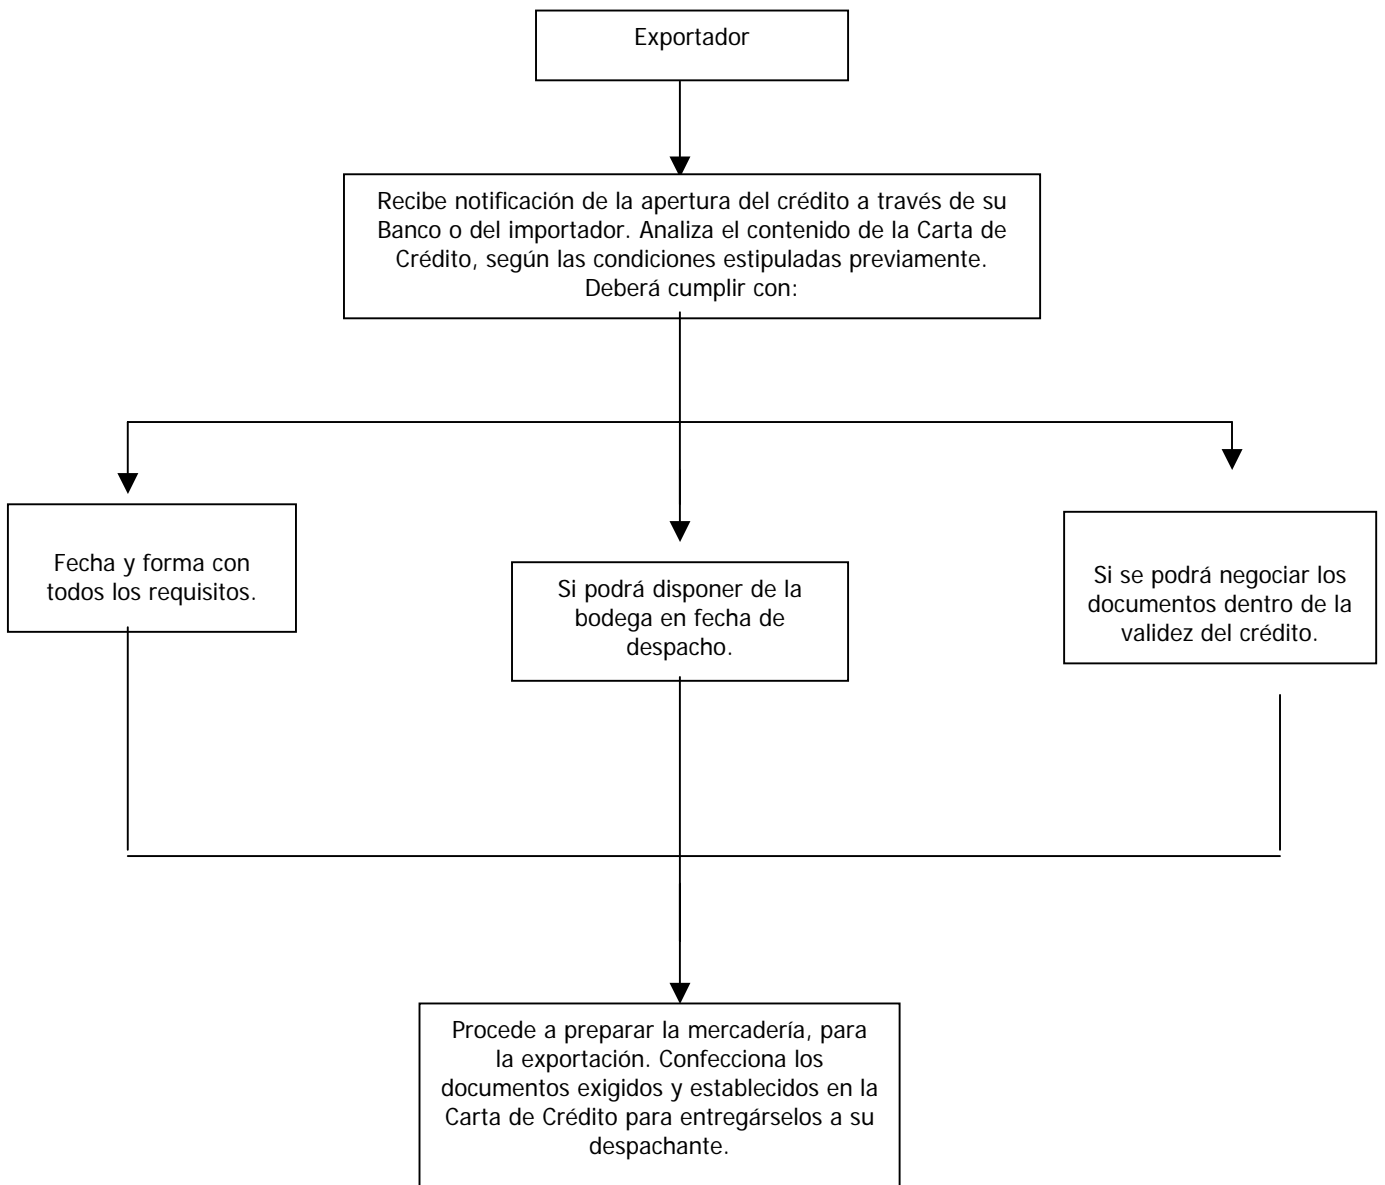 Exportador
Recibe notificación de la apertura del crédito a través de su
Banco o del importador. Analiza el contenido de la Carta de
Crédito, según las condiciones estipuladas previamente.
Deberá cumplir con:
Fecha y forma con
todos los requisitos.
Si podrá disponer de la
bodega en fecha de
despacho.
Si se podrá negociar los
documentos dentro de la
validez del crédito.
Procede a preparar la mercadería, para
la exportación. Confecciona los
documentos exigidos y establecidos en la
Carta de Crédito para entregárselos a su
despachante.